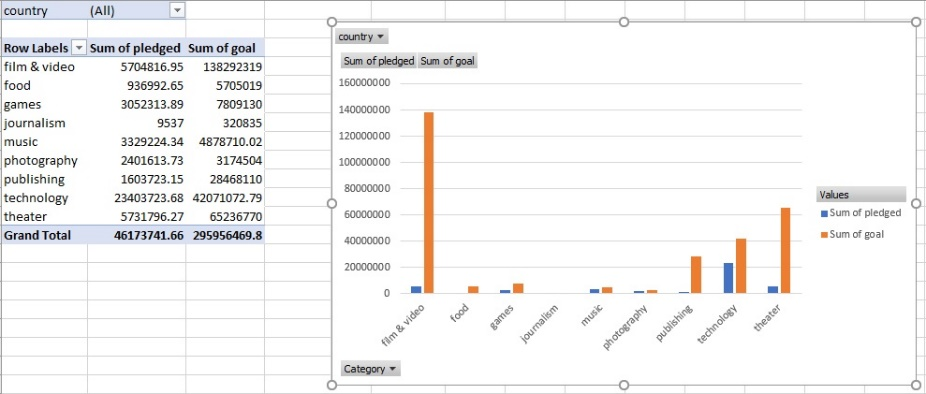 country (All)
Row Labels Sum of pledged Sum of goal
film & video 5704816.95 138292319
food 936992.65 5705019
games 3052313.89 7809130
journalism 9537 320835
music 3329224.34 4878710.02
photography 2401613.73 3174504
publishing 1603723.15 28468110
technology 23403723.68 42071072.79
theater 5731796.27 65236770
Grand Total 46173741.66 295956469.8
country
Sum of pledged Sum of goal
160000000
140000000
120000000
100000000
80000000
60000000
40000000
20000000
0
film & video
food
games
journalism
music
photography
publishing
technology
theater
Values
Sum of pledged
Sum of goal
Category